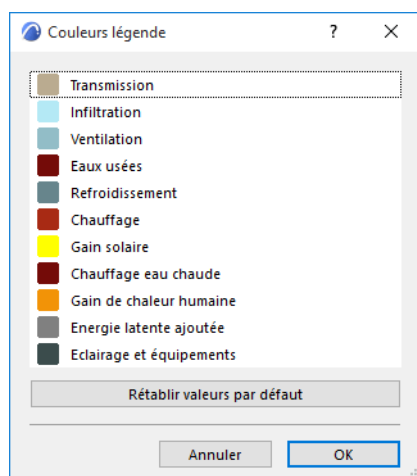 Couleurs légende
?
Transmission
Infiltration
Ventilation
Eaux usées
Refroidissement
Chauffage
Gain solaire
Chauffage eau chaude
Gain de chaleur humaine
Energie latente ajoutée
Eclairage et équipements
Rétablir valeurs par défaut
Annuler
OK